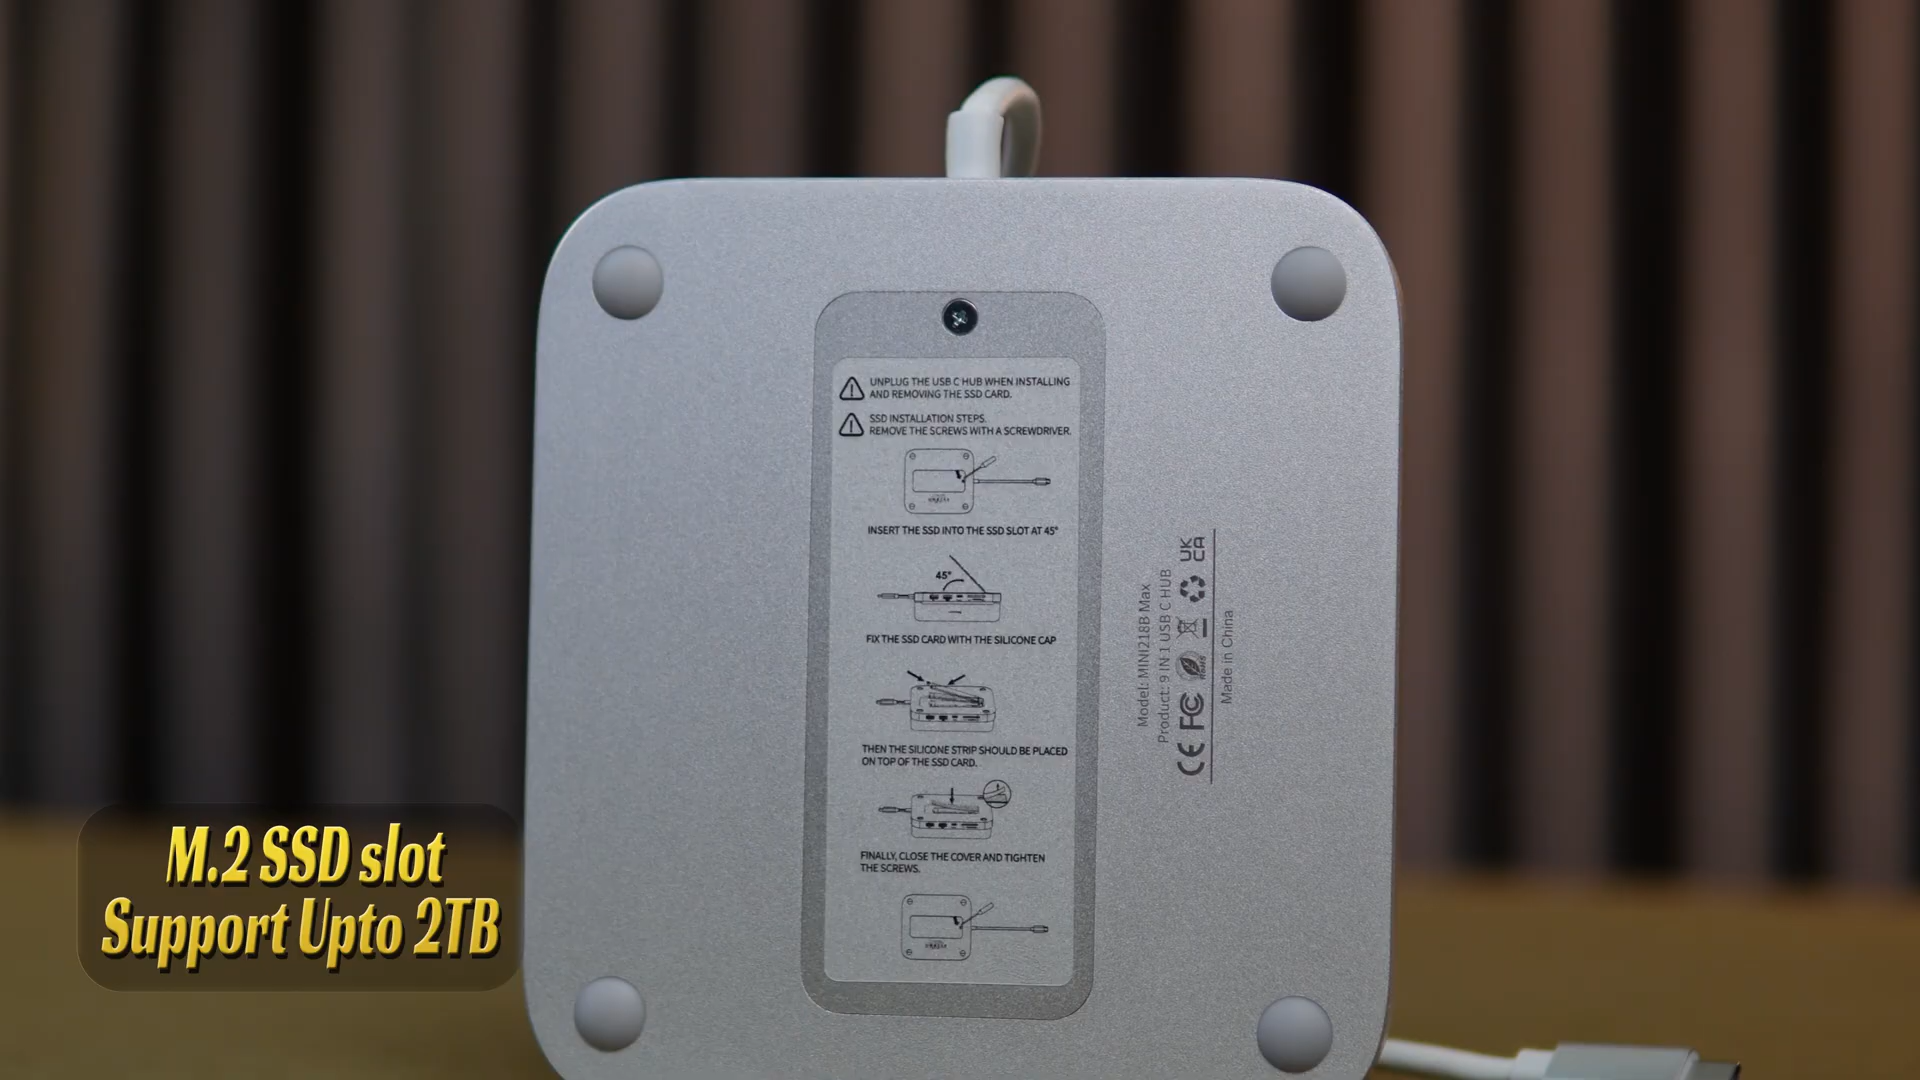 UNPLUG THE USB C HUB WHEN INSTALLING
AND REMOVING THE SSD CARD.
SSD INSTALLATION STEPS.
REMOVE THE SCREWS WITH A SCREWDRIVER.
INSERT THE SSD INTO THE SSD SLOT AT 45°
45°
FIX THE SSD CARD WITH THE SILICONE CAP
THEN THE SILICONE STRIP SHOULD BE PLACED
ON TOP OF THE SSD CARD.
FINALLY, CLOSE THE COVER AND TIGHTEN
THE SCREWS.
Model: MINI218B Max
Product: 9 IN 1 USB C HUB
CE FC RoHS UKCA
Made in China
M.2 SSD slot
Support Upto 2TB